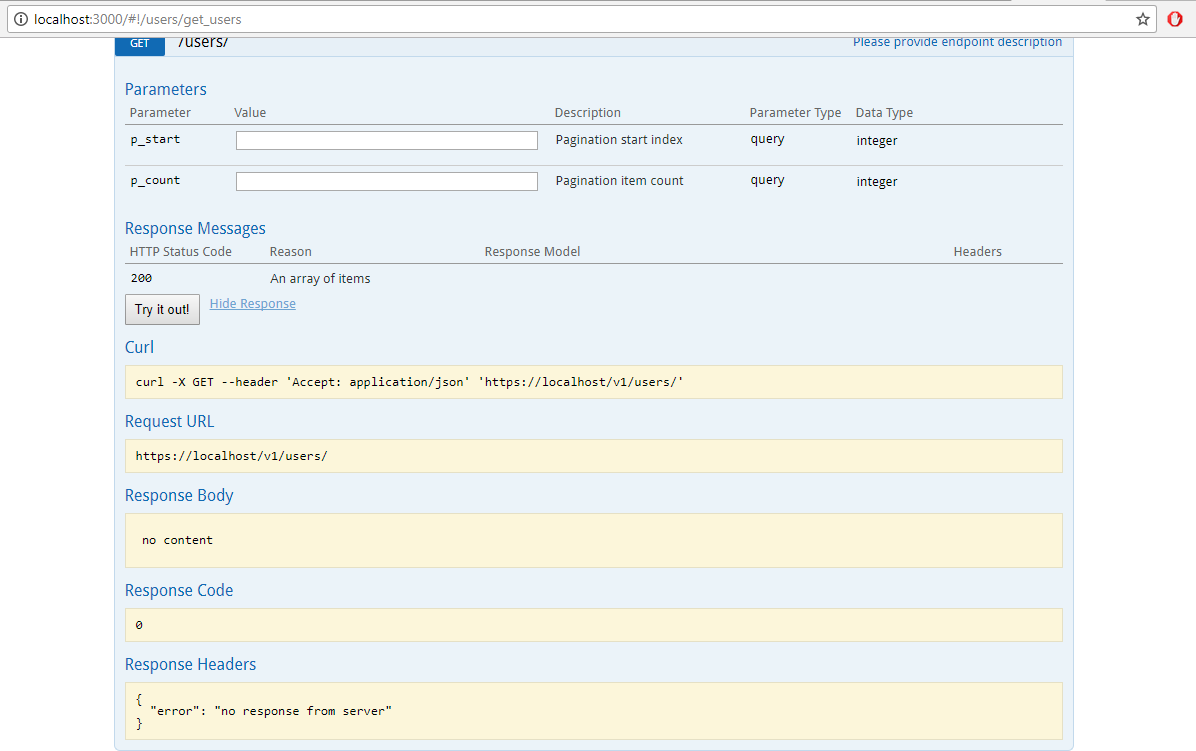 localhost:3000/#!/users/get_users
GET /users/ Please provide endpoint description
Parameters
Parameter Value Description Parameter Type Data Type
p_start Pagination start index query integer
p_count Pagination item count query integer
Response Messages
HTTP Status Code Reason Response Model Headers
200 An array of items
Try it out! Hide Response
Curl
curl -X GET --header 'Accept: application/json' 'https://localhost/v1/users/'
Request URL
https://localhost/v1/users/
Response Body
no content
Response Code
0
Response Headers
{
"error": "no response from server"
}